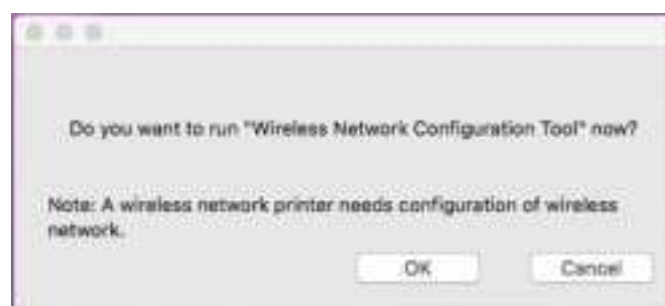 Do you want to run "Wireless Network Configuration Tool" now?
Note: A wireless network printer needs configuration of wireless
network.
OK
Cancel